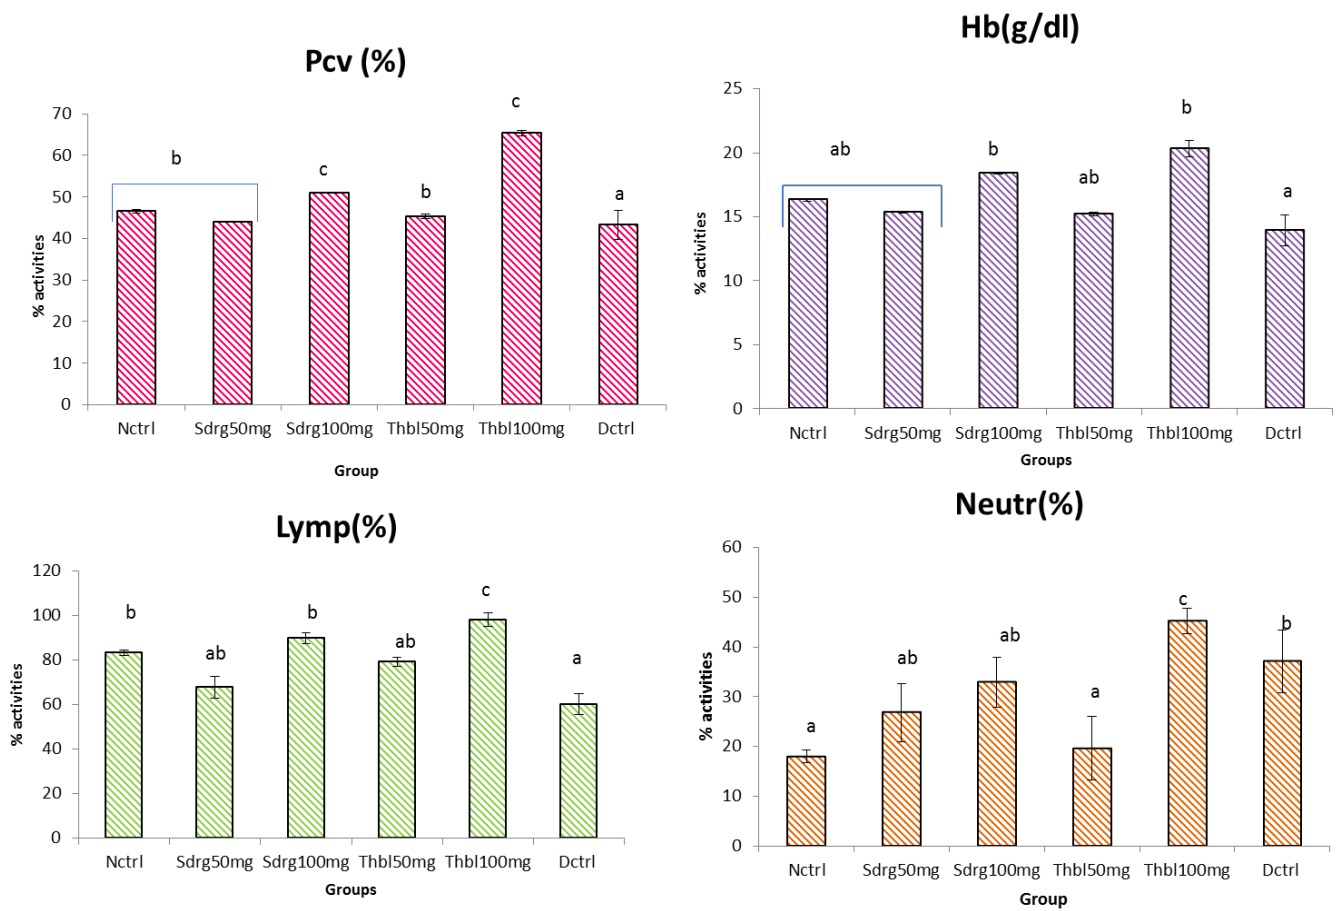 Pcv (%)
70
60
50
40
30
20
10
0
% activities
b
c
b
c
a
Nctrl Sdrg50mg Sdrg100mg Thbl50mg Thbl100mg Dctrl
Group
Hb(g/dl)
25
20
15
10
5
0
% activities
ab
b
ab
b
a
Nctrl Sdrg50mg Sdrg100mg Thbl50mg Thbl100mg Dctrl
Groups
Lymp(%)
120
100
80
60
40
20
0
% activities
b
ab
b
ab
c
a
Nctrl Sdrg50mg Sdrg100mg Thbl50mg Thbl100mg Dctrl
Groups
Neutr(%)
60
50
40
30
20
10
0
% activities
a
ab
ab
a
c
b
Nctrl Sdrg50mg Sdrg100mg Thbl50mg Thbl100mg Dctrl
Group